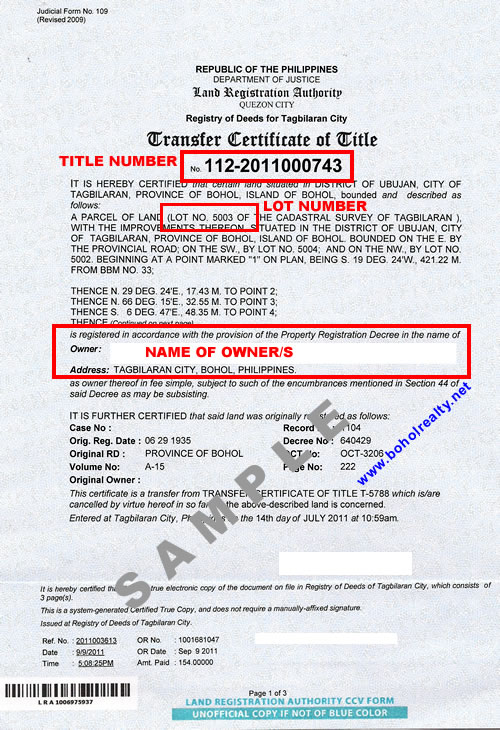 Judicial Form No. 109
(Revised 2009)
REPUBLIC OF THE PHILIPPINES
DEPARTMENT OF JUSTICE
Land Registration Authority
QUEZON CITY
Registry of Deeds for Tagbilaran City
Transfer Certificate of Title
TITLE NUMBER No. 112-2011000743
IT IS HEREBY CERTIFIED that certain land situated in DISTRICT OF UBUJAN, CITY OF
TAGBILARAN, PROVINCE OF BOHOL, ISLAND OF BOHOL, bounded and described as
follows:
LOT NUMBER
A PARCEL OF LAND (LOT NO. 5003 OF THE CADASTRAL SURVEY OF TAGBILARAN ),
WITH THE IMPROVEMENTS THEREON, SITUATED IN THE DISTRICT OF UBUJAN, CITY
OF TAGBILARAN, PROVINCE OF BOHOL, ISLAND OF BOHOL. BOUNDED ON THE E. BY
THE PROVINCIAL ROAD; ON THE SW., BY LOT NO. 5004; AND ON THE NW., BY LOT NO.
5002. BEGINNING AT A POINT MARKED "1" ON PLAN, BEING S. 19 DEG. 24'W., 421.22 M.
FROM BBM NO. 33;
THENCE N. 29 DEG. 24'E., 17.43 M. TO POINT 2;
THENCE N. 66 DEG. 15'E., 32.55 M. TO POINT 3;
THENCE S. 6 DEG. 47'E., 48.35 M. TO POINT 4;
THENCE (Continued on next page)
is registered in accordance with the provision of the Property Registration Decree in the name of
Owner: NAME OF OWNER/S
Address: TAGBILARAN CITY, BOHOL, PHILIPPINES.
as owner thereof in fee simple, subject to such of the encumbrances mentioned in Section 44 of
said Decree as may be subsisting.
www.boholrealty.net
IT IS FURTHER CERTIFIED that said land was originally registered as follows:
Case No : Record : 104
Orig. Reg. Date : 06 29 1935 Decree No : 640429
Original RD : PROVINCE OF BOHOL OCT No: OCT-3206
Volume No: A-15 Page No: 222
Original Owner :
SAMPLE
This certificate is a transfer from TRANSFER CERTIFICATE OF TITLE T-5788 which is/are
cancelled by virtue hereof in so far as the above-described land is concerned.
Entered at Tagbilaran City, Philippines on the 14th day of JULY 2011 at 10:59am.
It is hereby certified that true electronic copy of the document on file in Registry of Deeds of Tagbilaran City, which consists of
3 page(s).
This is a system-generated Certified True Copy, and does not require a manually-affixed signature.
Issued at Registry of Deeds of Tagbilaran City.
Ref. No. : 2011003613 OR No. : 1001681047
Date : 9/9/2011 OR Date : Sep 9 2011
Time : 5:08:25PM Amt. Paid : 154.00000
L R A 1006975937
Page 1 of 3
LAND REGISTRATION AUTHORITY CCV FORM
UNOFFICIAL COPY IF NOT OF BLUE COLOR